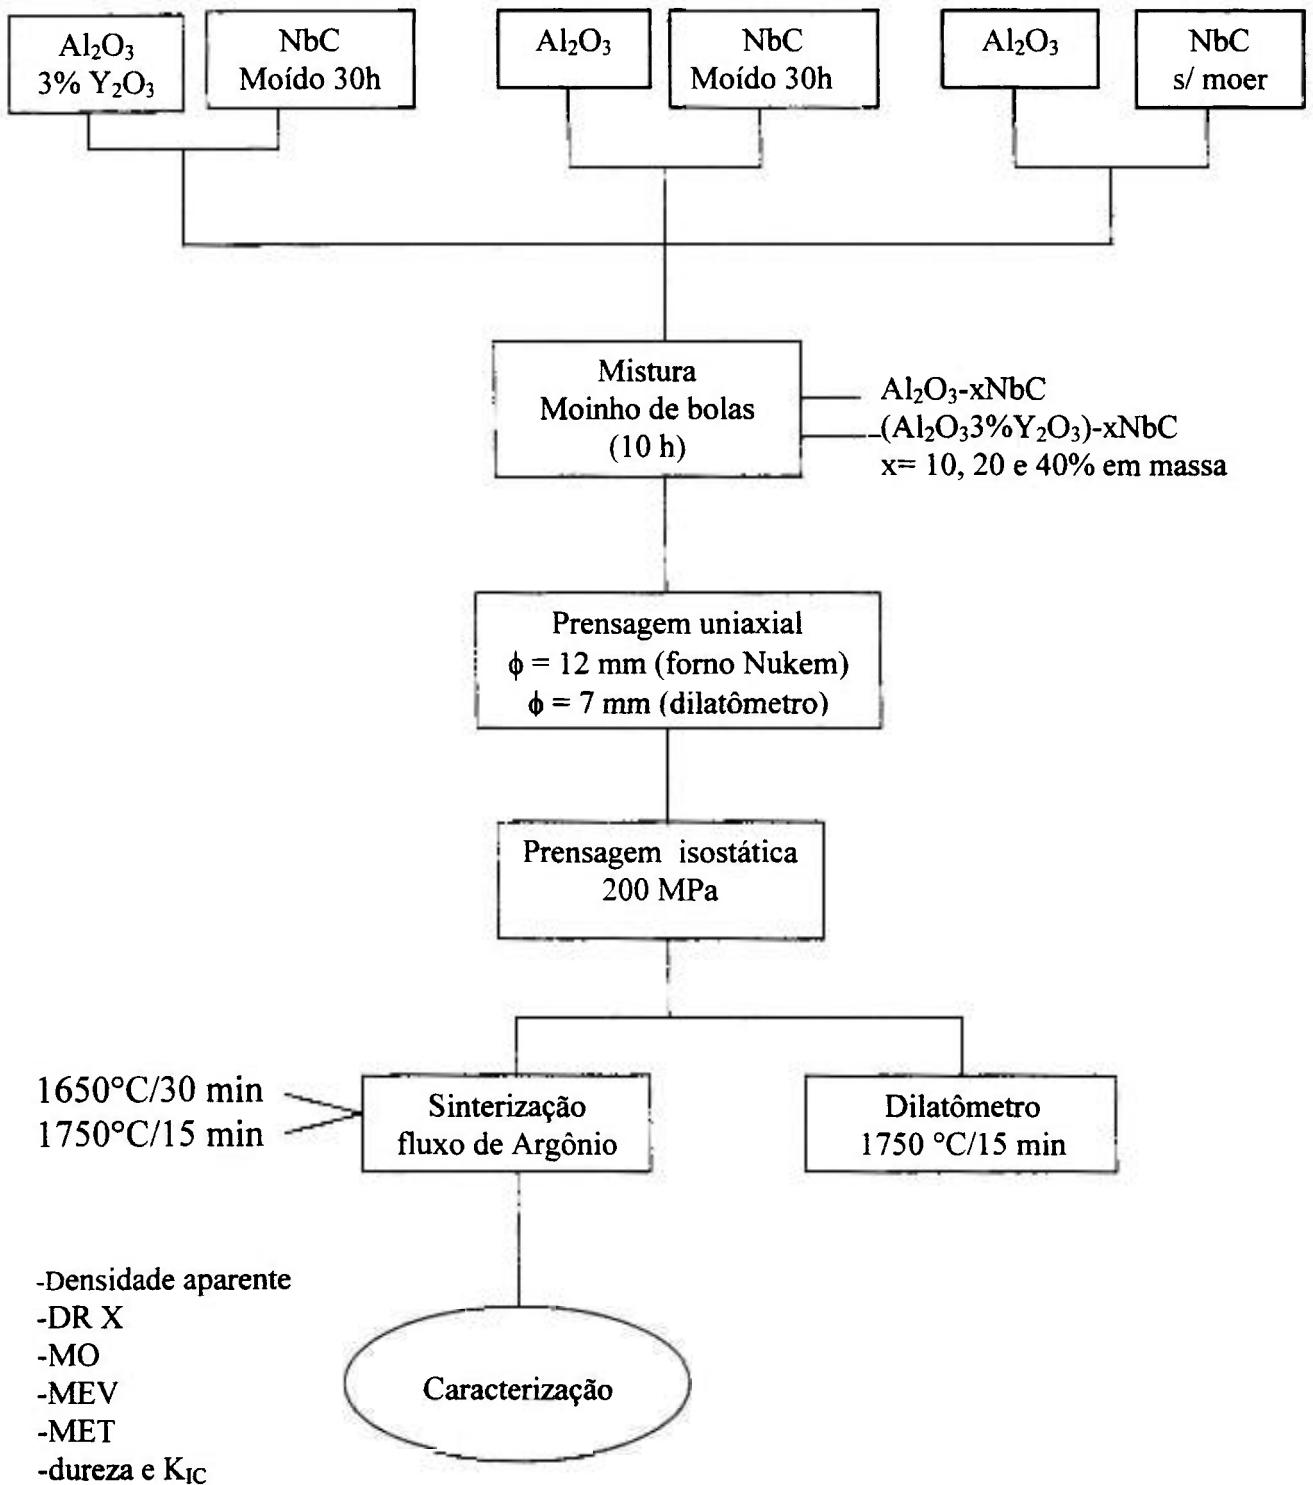 Al₂O₃
3% Y₂O₃
NbC
Moído 30h
Al₂O₃
NbC
Moído 30h
Al₂O₃
NbC
s/ moer
Mistura
Moinho de bolas
(10 h)
Al₂O₃-xNbC
(Al₂O₃3%Y₂O₃)-xNbC
x= 10, 20 e 40% em massa
Prensagem uniaxial
ϕ = 12 mm (forno Nukem)
ϕ = 7 mm (dilatômetro)
Prensagem isostática
200 MPa
1650°C/30 min
1750°C/15 min
Sinterização
fluxo de Argônio
Dilatômetro
1750 °C/15 min
-Densidade aparente
-DR X
-MO
-MEV
-MET
-dureza e K_IC
Caracterização